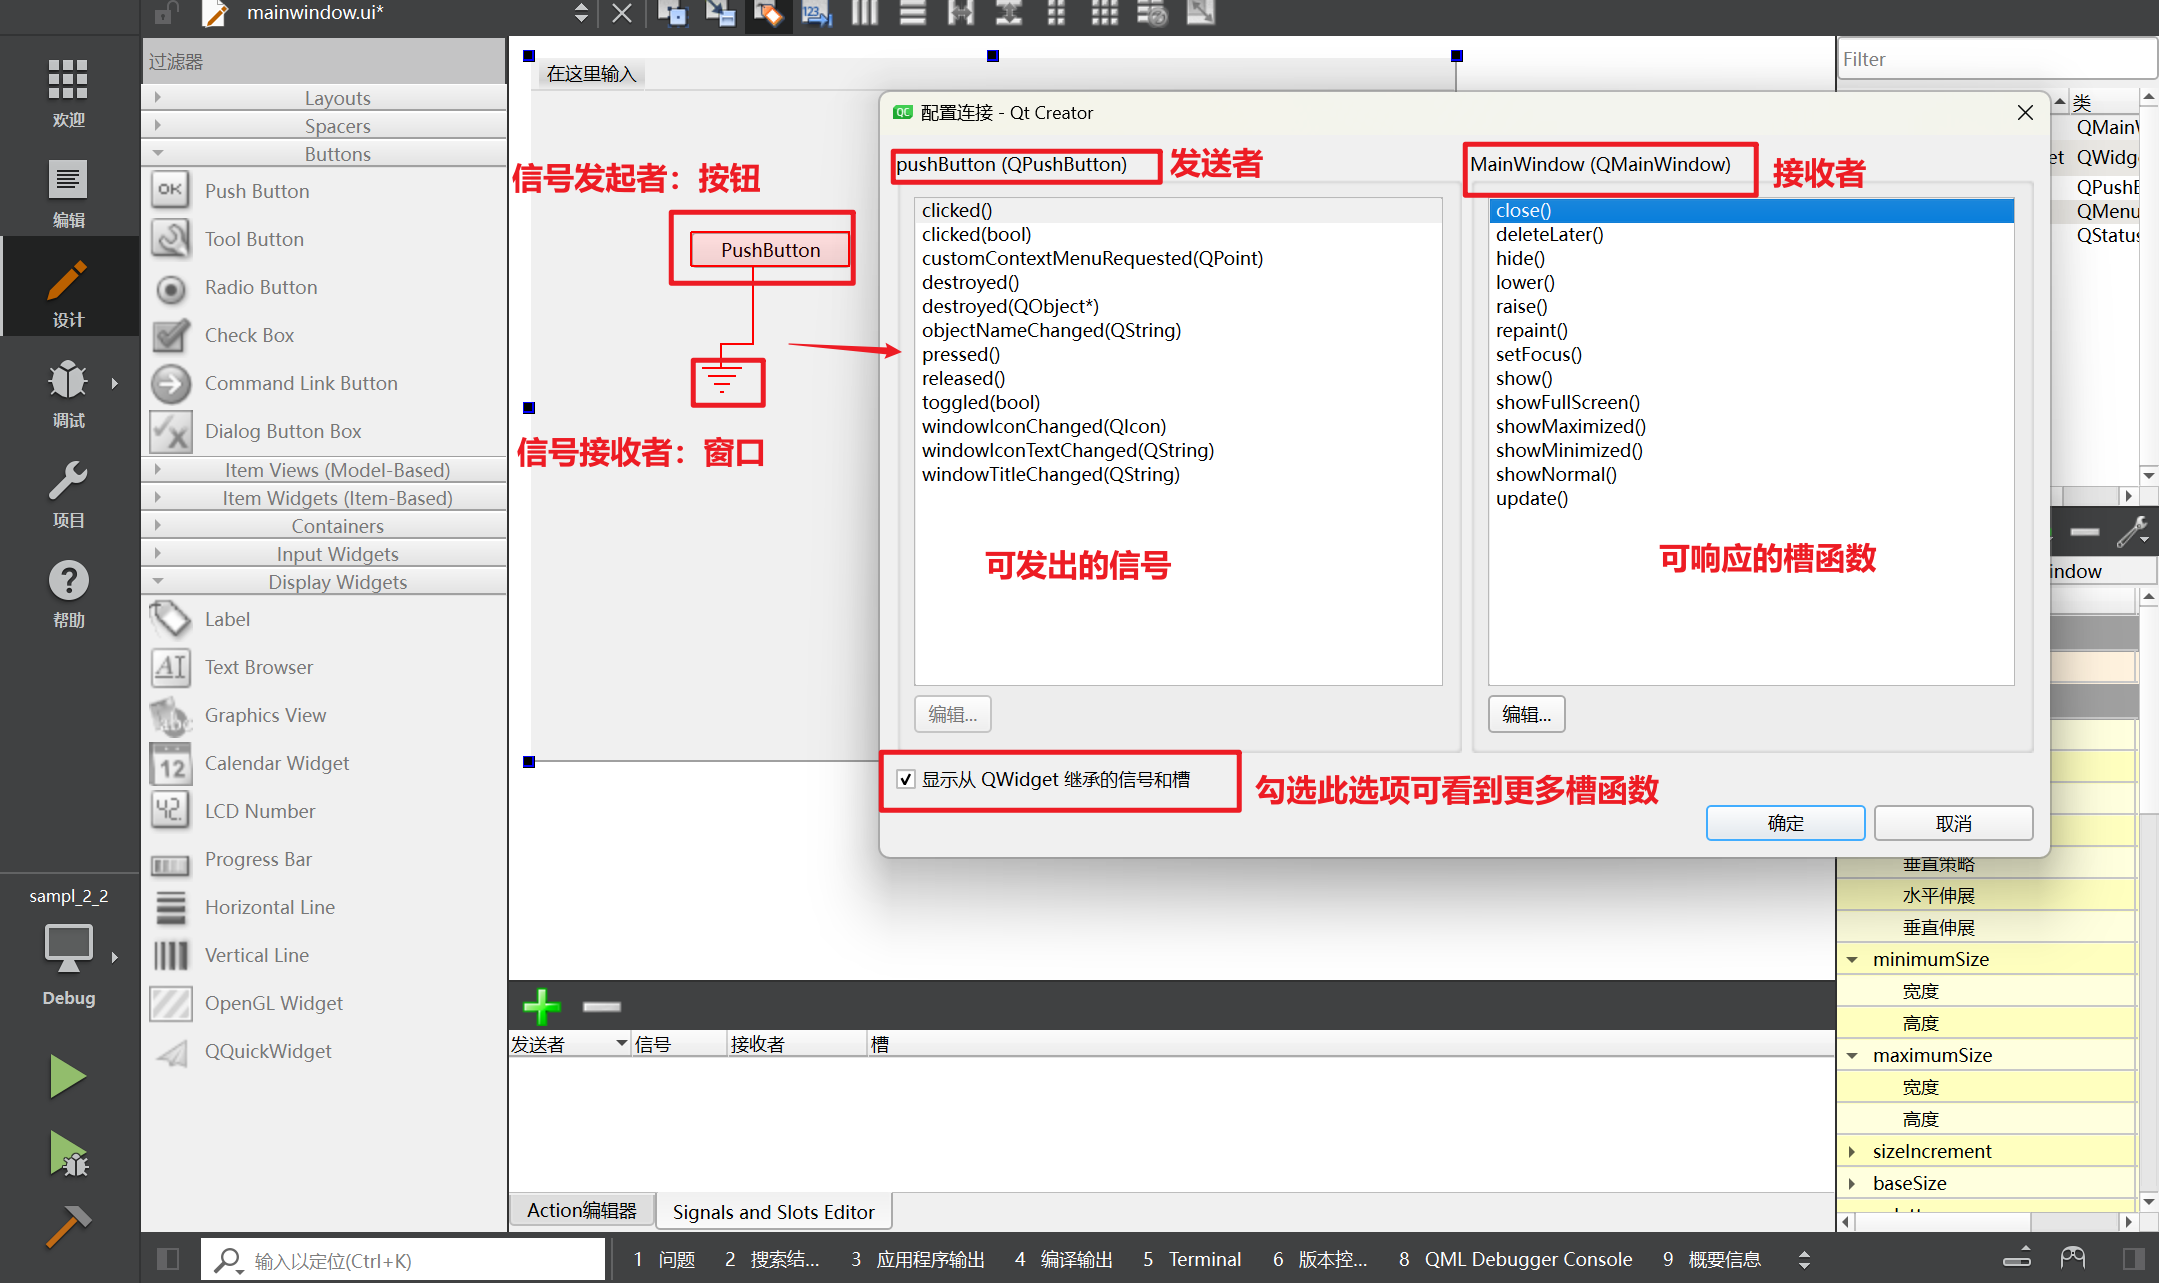 mainwindow.ui*
欢迎
编辑
设计
调试
项目
帮助
sampl_2_2
Debug
过滤器
Layouts
Spacers
Buttons
Push Button
Tool Button
Radio Button
Check Box
Command Link Button
Dialog Button Box
Item Views (Model-Based)
Item Widgets (Item-Based)
Containers
Input Widgets
Display Widgets
Label
Text Browser
Graphics View
Calendar Widget
LCD Number
Progress Bar
Horizontal Line
Vertical Line
OpenGL Widget
QQuickWidget
在这里输入
信号发起者：按钮
PushButton
信号接收者：窗口
配置连接 - Qt Creator
pushButton (QPushButton)
发送者
clicked()
clicked(bool)
customContextMenuRequested(QPoint)
destroyed()
destroyed(QObject*)
objectNameChanged(QString)
pressed()
released()
toggled(bool)
windowIconChanged(QIcon)
windowIconTextChanged(QString)
windowTitleChanged(QString)
可发出的信号
编辑...
MainWindow (QMainWindow)
接收者
close()
deleteLater()
hide()
lower()
raise()
repaint()
setFocus()
show()
showFullScreen()
showMaximized()
showMinimized()
showNormal()
update()
可响应的槽函数
编辑...
显示从 QWidget 继承的信号和槽
勾选此选项可看到更多槽函数
确定
取消
Filter
类
QMainW
et QWidg
QPushB
QMenu
QStatus
indow
垂直策略
水平伸展
垂直伸展
minimumSize
宽度
高度
maximumSize
宽度
高度
sizeIncrement
baseSize
发送者 信号 接收者 槽
Action编辑器 Signals and Slots Editor
输入以定位(Ctrl+K)
1 问题 2 搜索结... 3 应用程序输出 4 编译输出 5 Terminal 6 版本控... 8 QML Debugger Console 9 概要信息